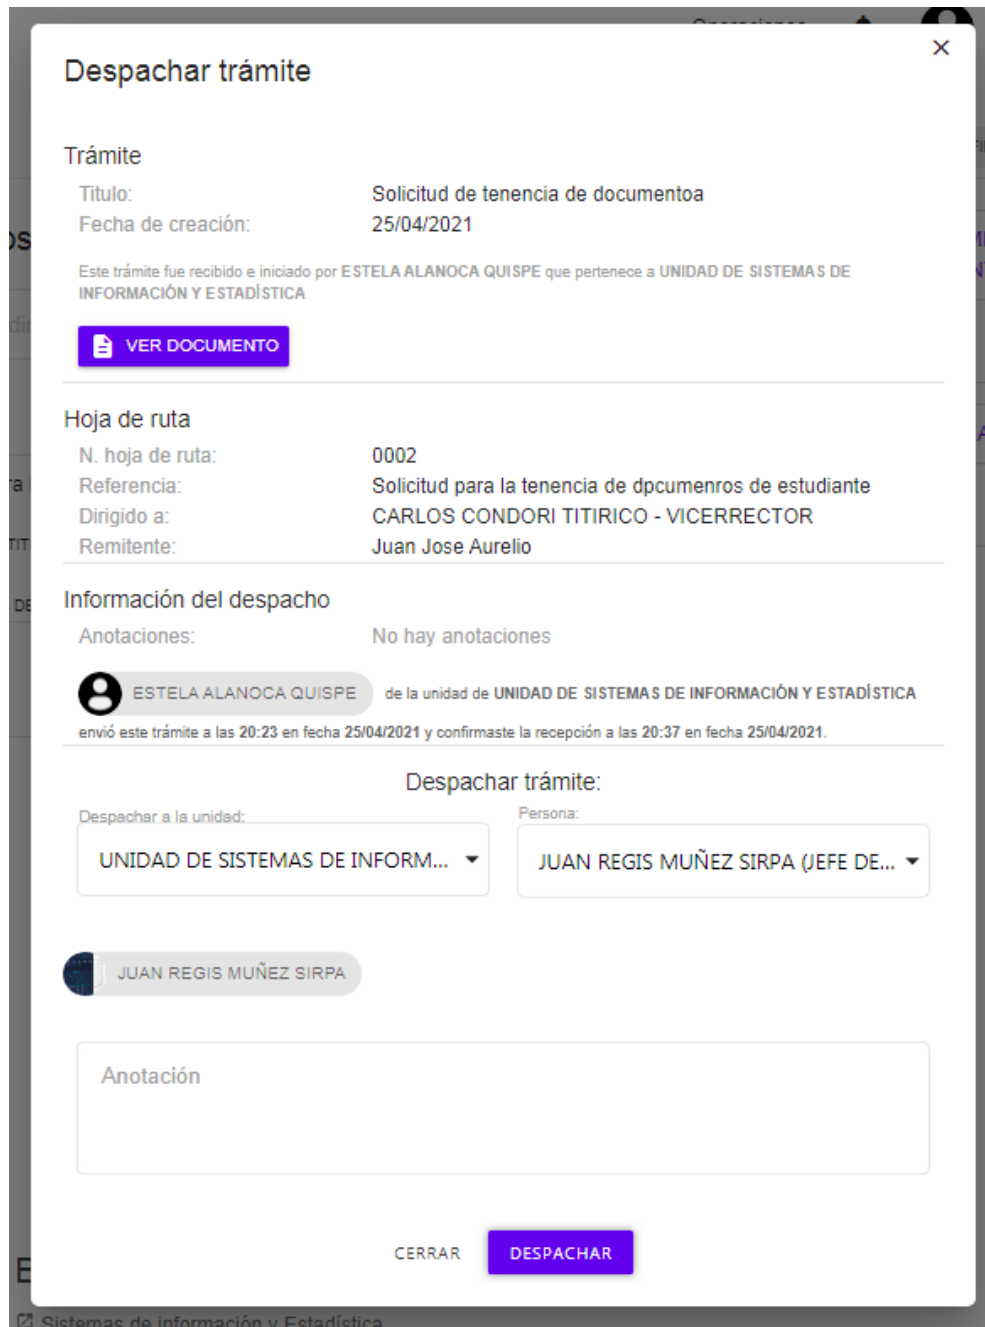 Operaciones
Despachar trámite
Trámite
Titulo: Solicitud de tenencia de documentoa
Fecha de creación: 25/04/2021
Este trámite fue recibido e iniciado por ESTELA ALANOCA QUISPE que pertenece a UNIDAD DE SISTEMAS DE
INFORMACIÓN Y ESTADÍSTICA
VER DOCUMENTO
Hoja de ruta
N. hoja de ruta: 0002
Referencia: Solicitud para la tenencia de dpcumenros de estudiante
Dirigido a: CARLOS CONDORI TITIRICO - VICERRECTOR
Remitente: Juan Jose Aurelio
Información del despacho
Anotaciones: No hay anotaciones
ESTELA ALANOCA QUISPE de la unidad de UNIDAD DE SISTEMAS DE INFORMACIÓN Y ESTADÍSTICA
envió este trámite a las 20:23 en fecha 25/04/2021 y confirmaste la recepción a las 20:37 en fecha 25/04/2021.
Despachar trámite:
Despachar a la unidad: Persona:
UNIDAD DE SISTEMAS DE INFORM... JUAN REGIS MUÑEZ SIRPA (JEFE DE...
JUAN REGIS MUÑEZ SIRPA
Anotación
CERRAR DESPACHAR
Sistemas de información y Estadística